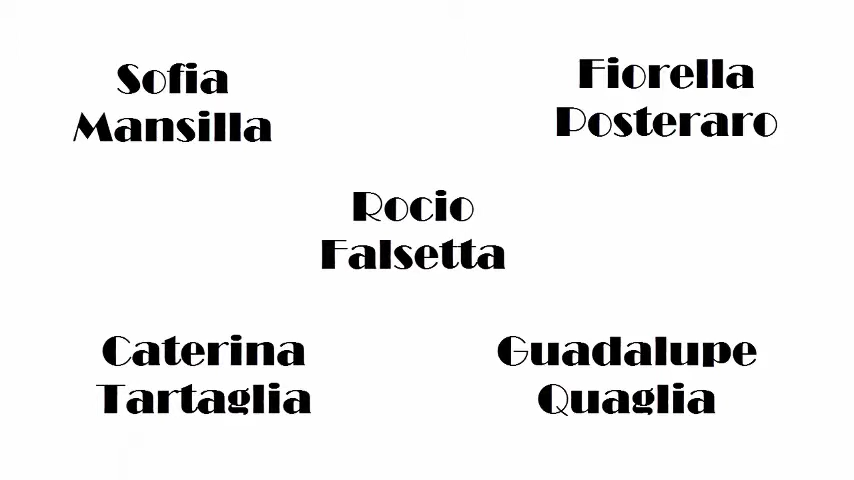 Sofia
Mansilla
Fiorella
Posteraro
Rocio
Falsetta
Caterina
Tartaglia
Guadalupe
Quaglia